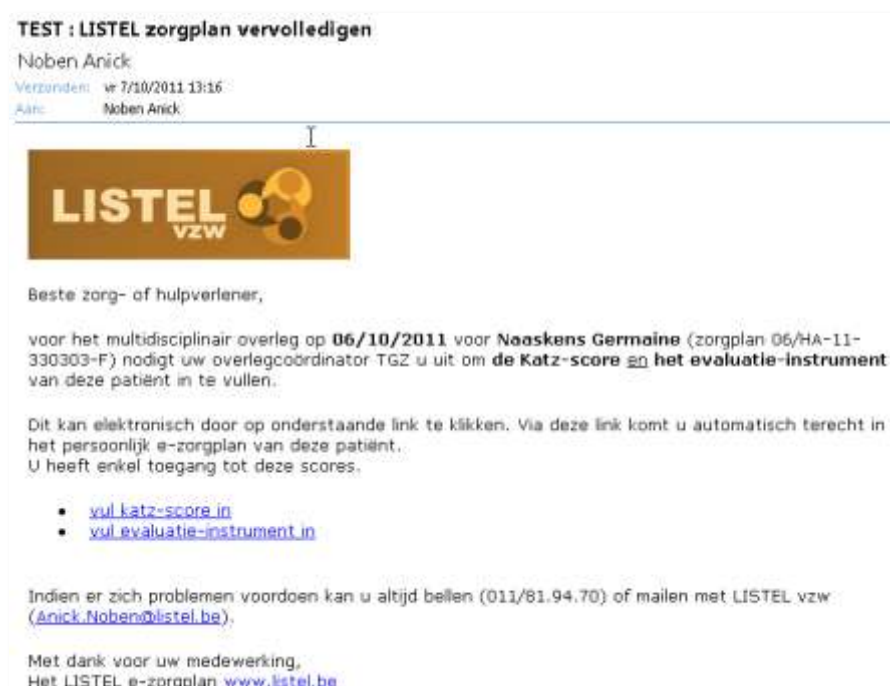 TEST : LISTEL zorgplan vervolledigen
Noben Anick
Verzonden: vr 7/10/2011 13:16
Aan: Noben Anick
LISTEL
VZW
Beste zorg- of hulpverlener,
voor het multidisciplinair overleg op 06/10/2011 voor Naaskens Germaine (zorgplan 06/HA-11-
330303-F) nodigt uw overlegcoördinator TGZ u uit om de Katz-score en het evaluatie-instrument
van deze patiënt in te vullen.
Dit kan elektronisch door op onderstaande link te klikken. Via deze link komt u automatisch terecht in
het persoonlijk e-zorgplan van deze patiënt.
U heeft enkel toegang tot deze scores.
• vul katz-score in
• vul evaluatie-instrument in
Indien er zich problemen voordoen kan u altijd bellen (011/81.94.70) of mailen met LISTEL vzw
(Anick.Noben@listel.be).
Met dank voor uw medewerking,
Het LISTEL e-zorgplan www.listel.be